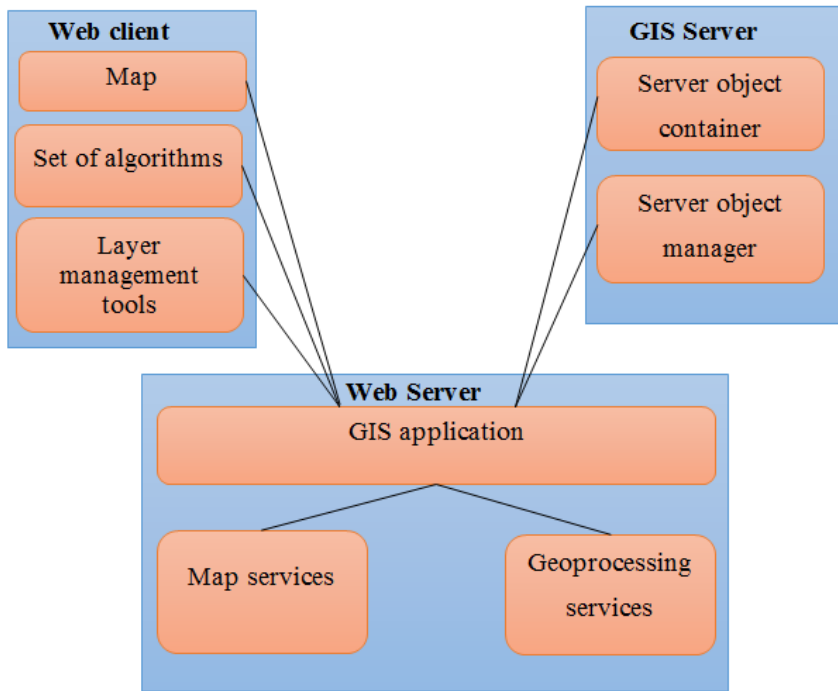 Web client
Map
Set of algorithms
Layer
management
tools
GIS Server
Server object
container
Server object
manager
Web Server
GIS application
Map services
Geoprocessing
services